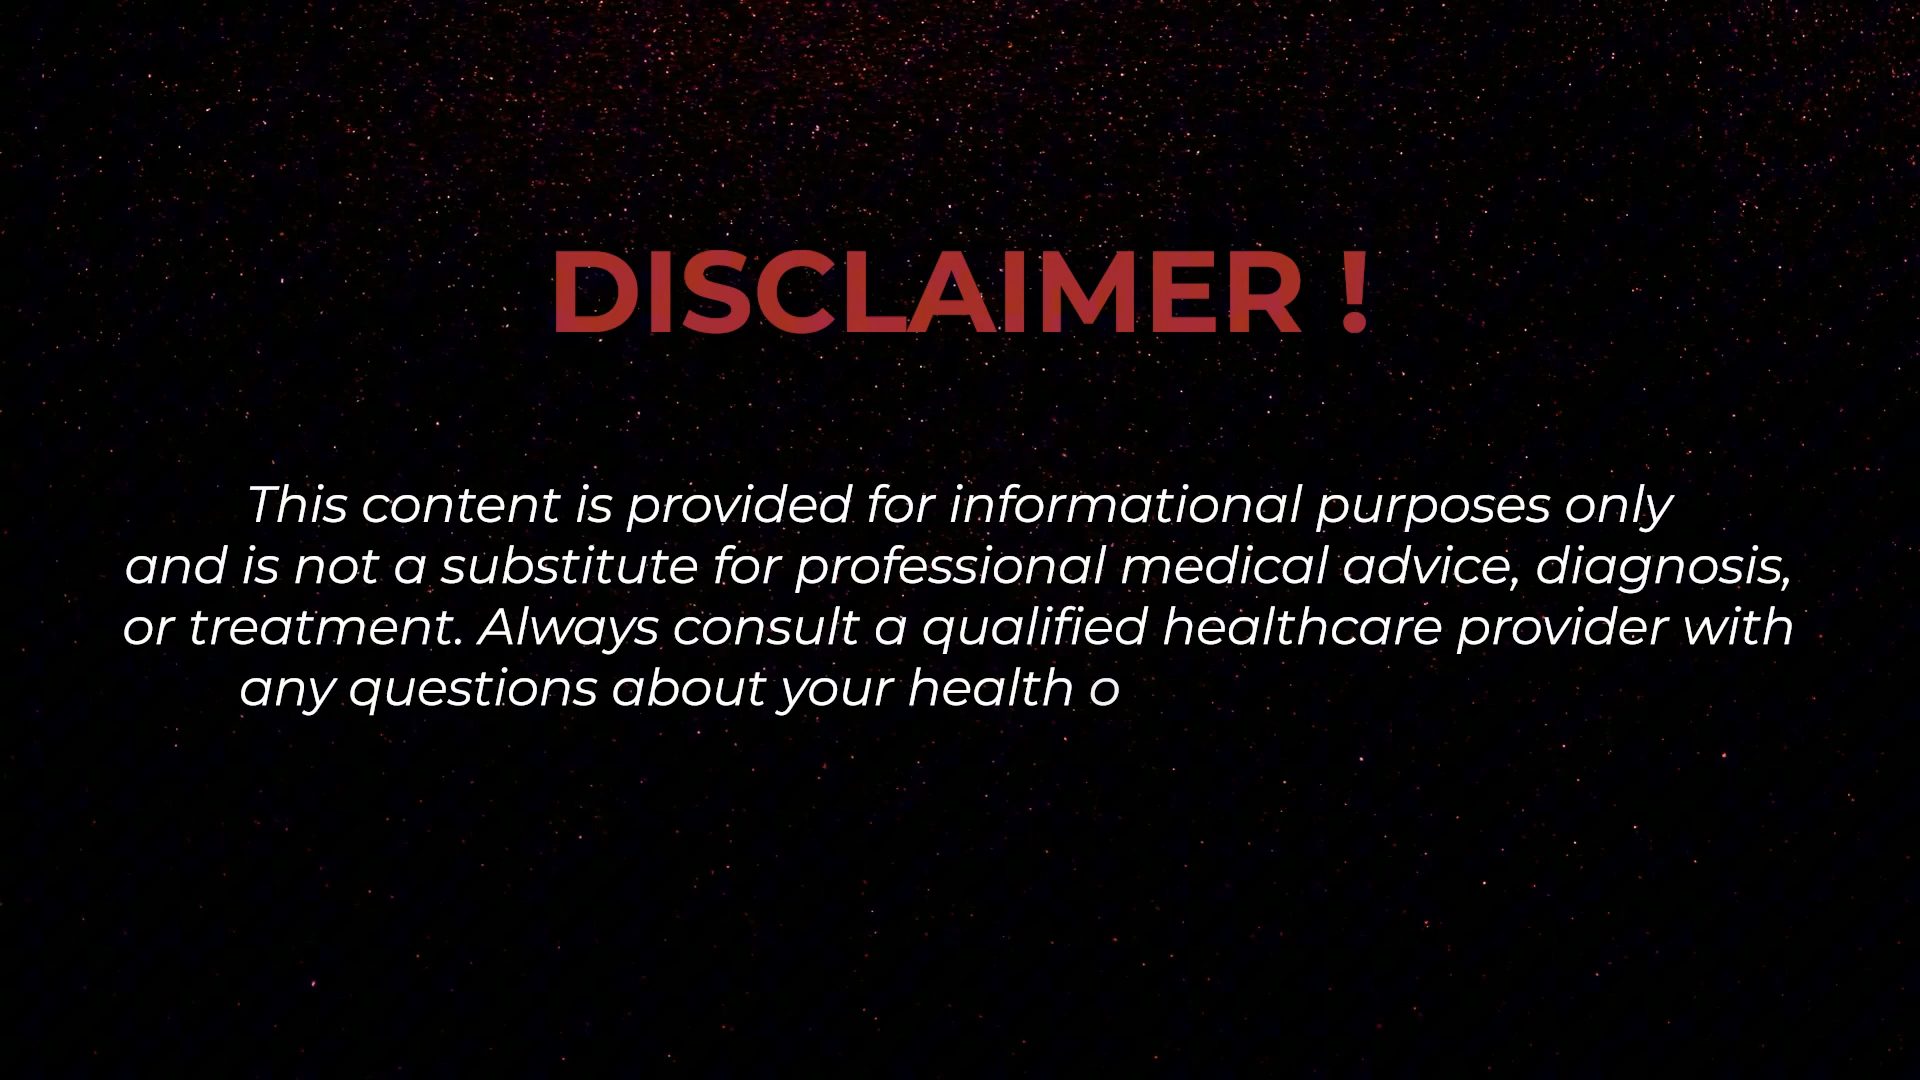 DISCLAIMER !
This content is provided for informational purposes only
and is not a substitute for professional medical advice, diagnosis,
or treatment. Always consult a qualified healthcare provider with
any questions about your health o